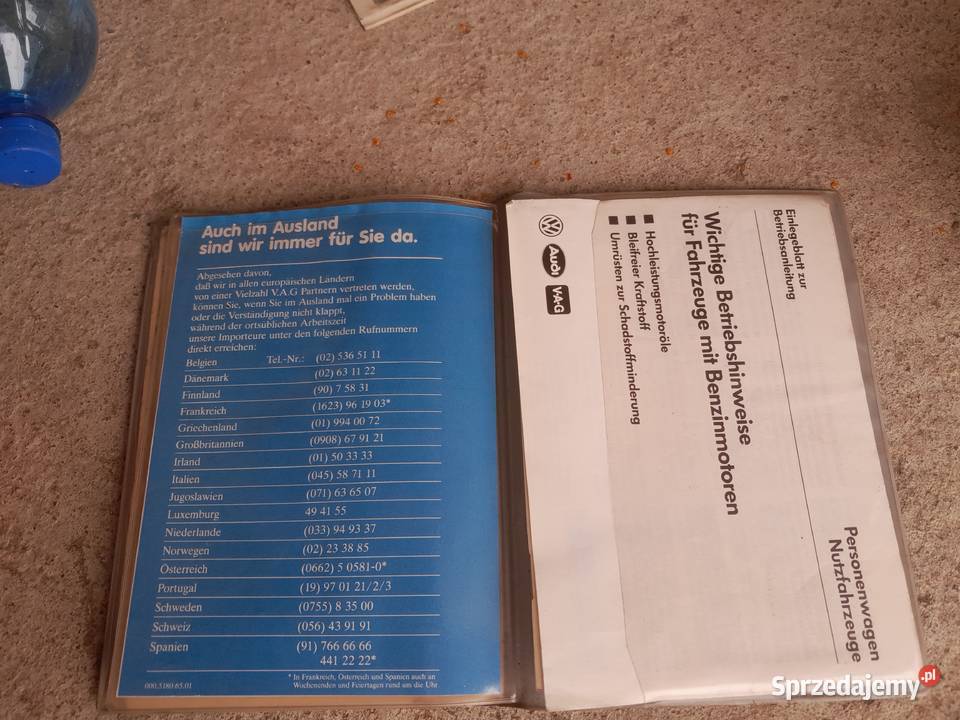 Auch im Ausland
sind wir immer für Sie da.
Abgesehen davon,
daß wir in allen europäischen Ländern
von einer Vielzahl V.A.G Partnern vertreten werden,
können Sie, wenn Sie im Ausland mal ein Problem haben
oder die Verständigung nicht klappt,
während der ortsüblichen Arbeitszeit
unsere Importeure unter den folgenden Rufnummern
direkt erreichen:
Belgien Tel.-Nr.: (02) 536 51 11
Dänemark (02) 63 11 22
Finnland (90) 7 58 31
Frankreich (1623) 96 19 03*
Griechenland (01) 994 00 72
Großbritannien (0908) 67 91 21
Irland (01) 50 33 33
Italien (045) 58 71 11
Jugoslawien (071) 63 65 07
Luxemburg 49 41 55
Niederlande (033) 94 93 37
Norwegen (02) 23 38 85
Österreich (0662) 5 0581-0*
Portugal (19) 97 01 21/2/3
Schweden (0755) 8 35 00
Schweiz (056) 43 91 91
Spanien (91) 766 66 66
441 22 22*
* In Frankreich, Österreich und Spanien auch an
Wochenenden und Feiertagen rund um die Uhr
000.5180.65.01
Einlegeblatt zur
Betriebsanleitung
Personenwagen
Nutzfahrzeuge
Wichtige Betriebshinweise
für Fahrzeuge mit Benzinmotoren
■ Hochleistungsmotoröle
■ Bleifreier Kraftstoff
■ Umrüsten zur Schadstoffminderung
VW
Audi
V·A·G
Sprzedajemy.pl